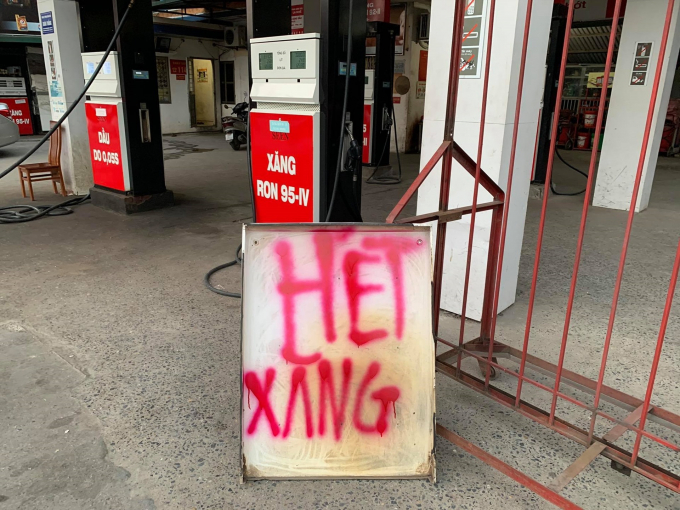 DẦU
DO 0,05S
XĂNG
RON 95-IV
HẾT
XĂNG